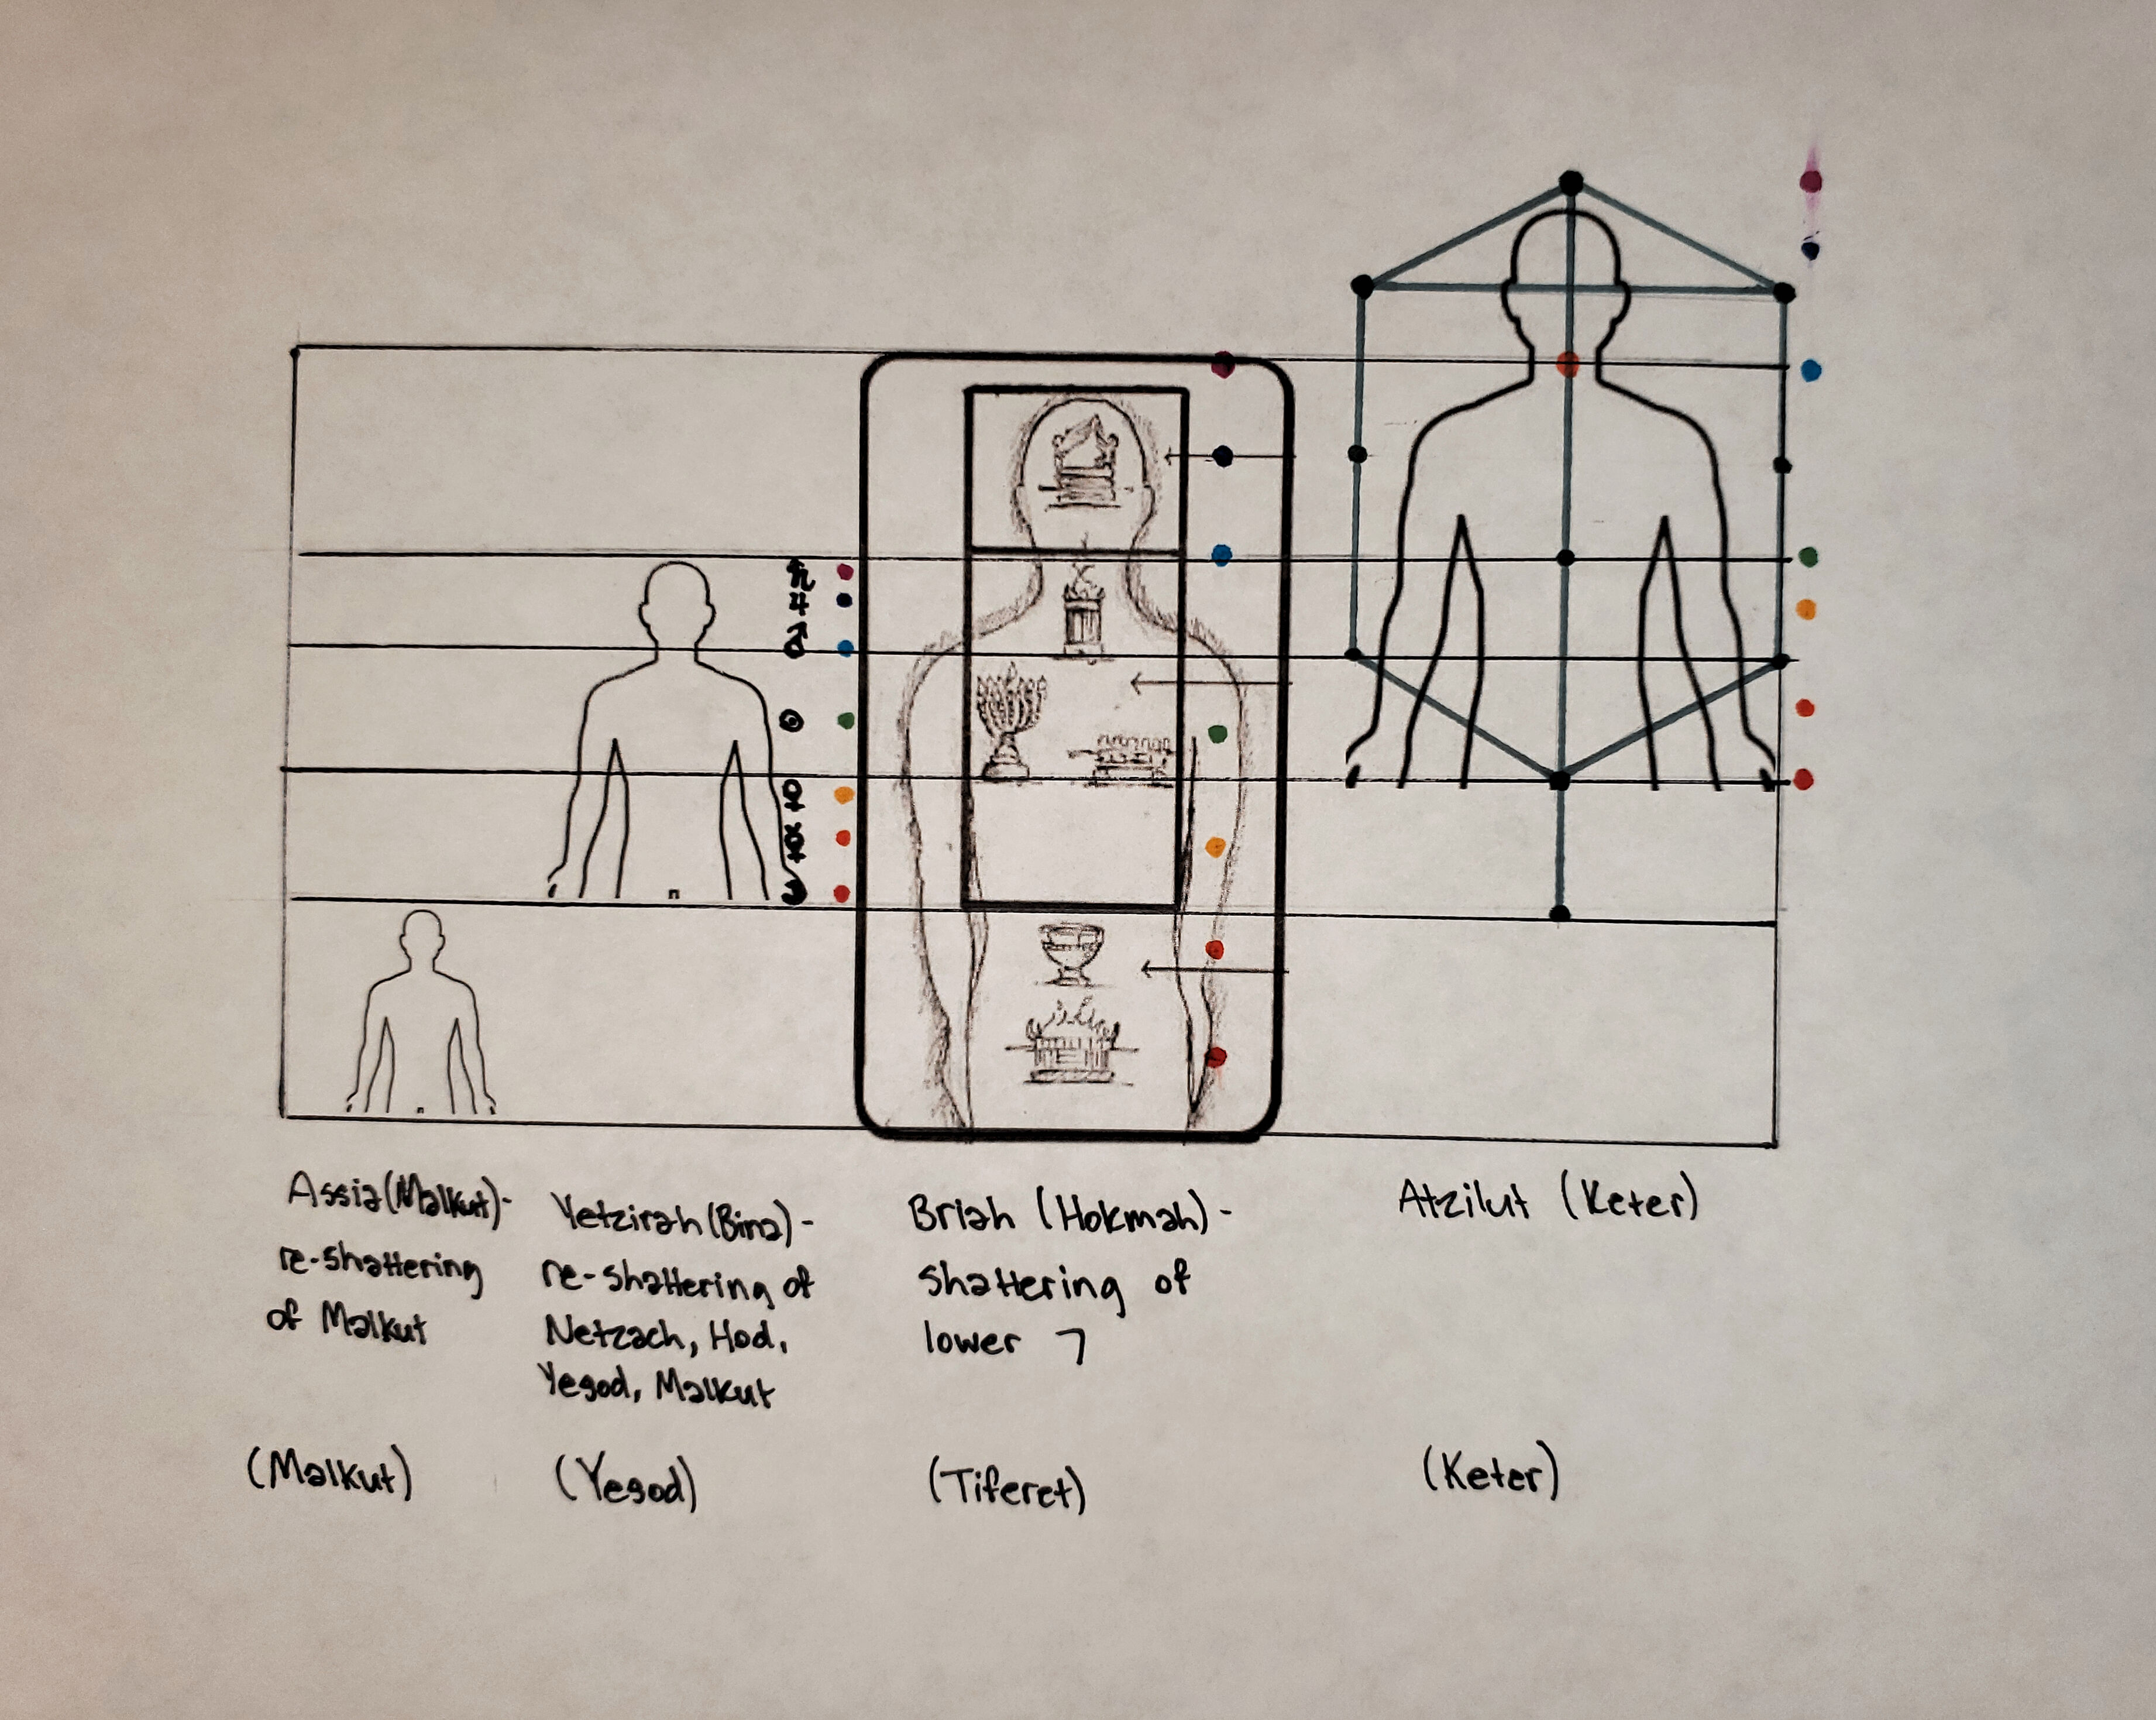 ♄
♃
♂
☉
♀
☿
☾
Assia (Malkut)-
re-shattering
of Malkut
(Malkut)
Yetzirah (Bina)-
re-shattering of
Netzach, Hod,
Yesod, Malkut
(Yesod)
Briah (Hokmah)-
shattering of
lower 7
(Tiferet)
Atzilut (Keter)
(Keter)